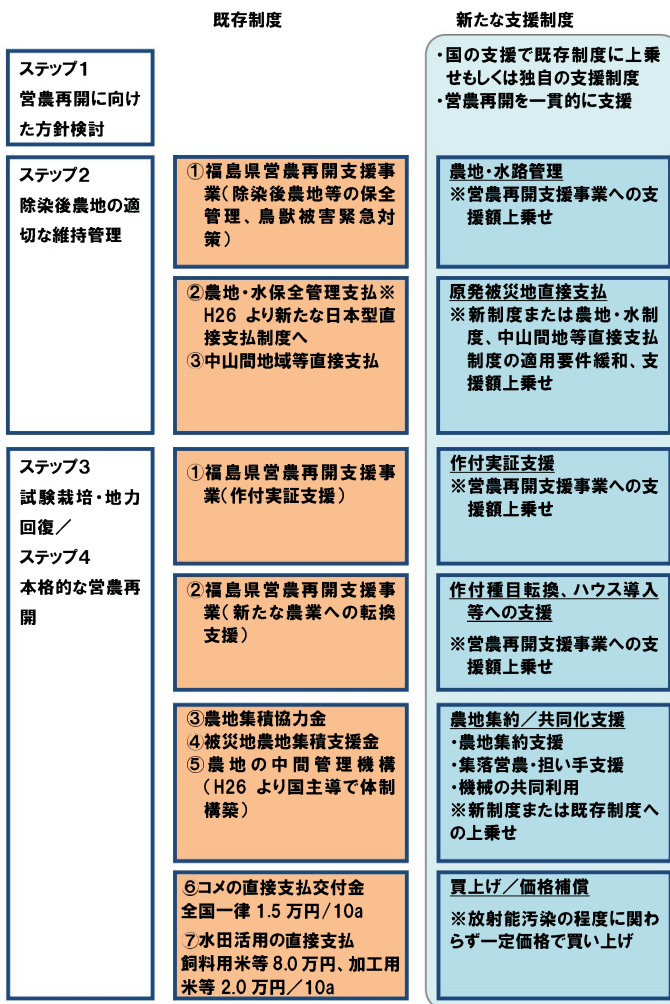 既存制度
新たな支援制度
ステップ1
営農再開に向け
た方針検討
・国の支援で既存制度に上乗
せもしくは独自の支援制度
・営農再開を一貫的に支援
ステップ2
除染後農地の適
切な維持管理
①福島県営農再開支援事
業(除染後農地等の保全
管理、鳥獣被害緊急対
策)
農地・水路管理
※営農再開支援事業への支
援額上乗せ
②農地・水保全管理支払※
H26 より新たな日本型直
接支払制度へ
③中山間地域等直接支払
原発被災地直接支払
※新制度または農地・水制
度、中山間地等直接支払
制度の適用要件緩和、支
援額上乗せ
ステップ3
試験栽培・地力
回復/
ステップ4
本格的な営農再
開
①福島県営農再開支援事
業(作付実証支援)
作付実証支援
※営農再開支援事業への支
援額上乗せ
②福島県営農再開支援事
業(新たな農業への転換
支援)
作付種目転換、ハウス導入
等への支援
※営農再開支援事業への支
援額上乗せ
③農地集積協力金
④被災地農地集積支援金
⑤農地の中間管理機構
(H26 より国主導で体制
構築)
農地集約/共同化支援
・農地集約支援
・集落営農・担い手支援
・機械の共同利用
※新制度または既存制度へ
の上乗せ
⑥コメの直接支払交付金
全国一律 1.5 万円/10a
⑦水田活用の直接支払
飼料用米等 8.0 万円、加工用
米等 2.0 万円/10a
買上げ/価格補償
※放射能汚染の程度に関わ
らず一定価格で買い上げ